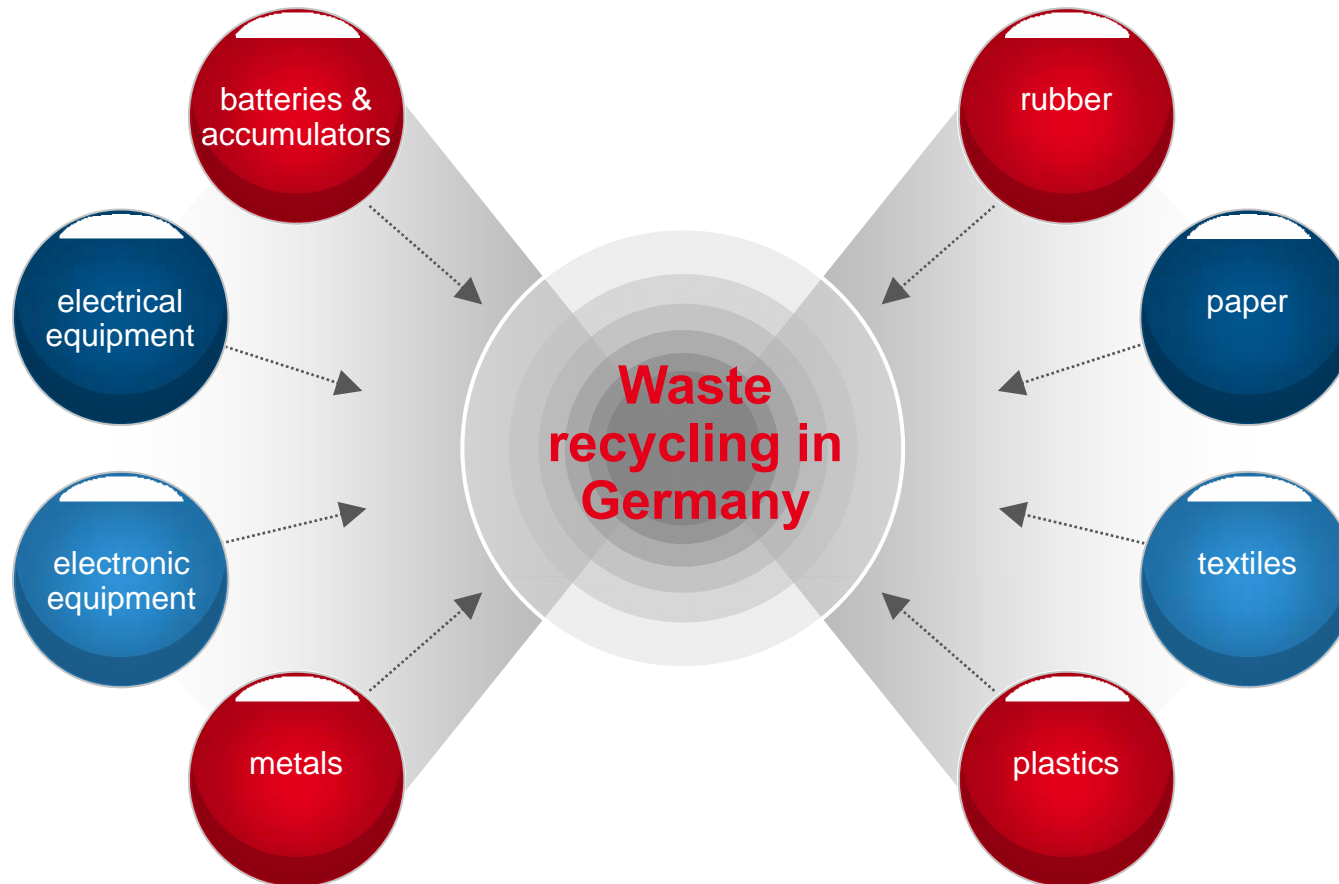 batteries &
accumulators
rubber
electrical
equipment
paper
Waste
recycling in
Germany
electronic
equipment
textiles
metals
plastics